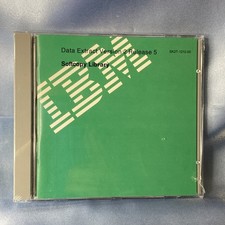 Data Extract Version 2 Release 5
Softcopy Library
IBM